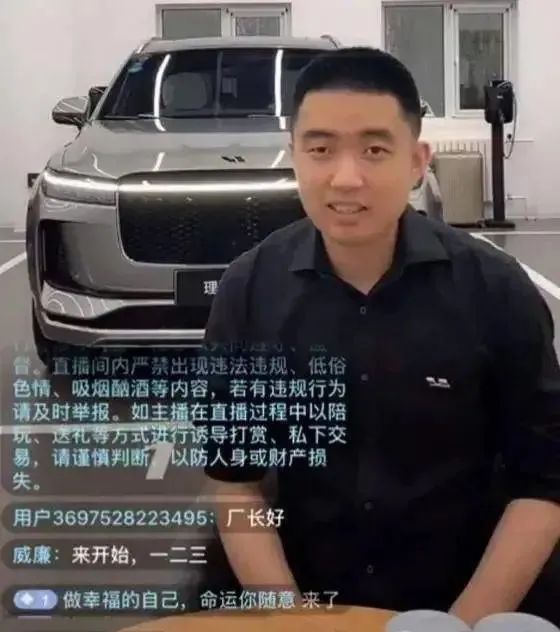 理
督。直播间内严禁出现违法违规、低俗
色情、吸烟酗酒等内容，若有违规行为
请及时举报。如主播在直播过程中以陪
玩、送礼等方式进行诱导打赏、私下交
易，请谨慎判断，以防人身或财产损
失。
用户3697528223495：厂长好
威廉：来开始，一二三
1 做幸福的自己，命运你随意 来了